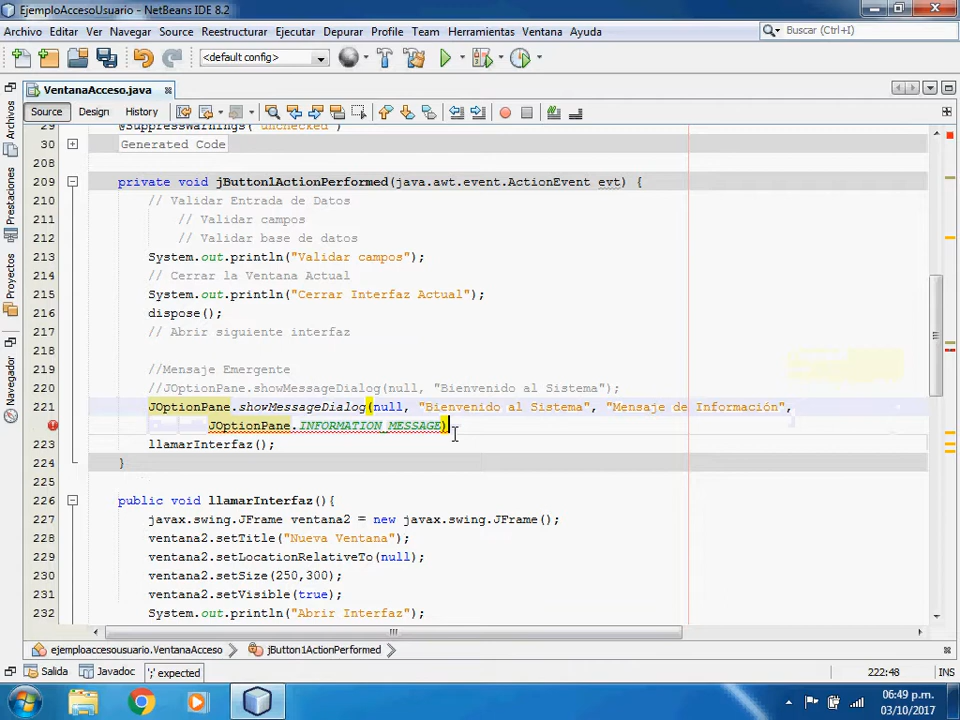 EjemploAccesoUsuario - NetBeans IDE 8.2
Archivo Editar Ver Navegar Source Reestructurar Ejecutar Depurar Profile Team Herramientas Ventana Ayuda
Buscar (Ctrl+I)
<default config>
VentanaAcceso.java
Source Design History
Archivos
Prestaciones
Proyectos
Navegador
29 @SuppressWarnings("unchecked")
30 Generated Code
208
209 private void jButton1ActionPerformed(java.awt.event.ActionEvent evt) {
210 // Validar Entrada de Datos
211 // Validar campos
212 // Validar base de datos
213 System.out.println("Validar campos");
214 // Cerrar la Ventana Actual
215 System.out.println("Cerrar Interfaz Actual");
216 dispose();
217 // Abrir siguiente interfaz
218
219 //Mensaje Emergente
220 //JOptionPane.showMessageDialog(null, "Bienvenido al Sistema");
221 JOptionPane.showMessageDialog(null, "Bienvenido al Sistema", "Mensaje de Información",
JOptionPane.INFORMATION_MESSAGE)
223 llamarInterfaz();
224 }
225
226 public void llamarInterfaz(){
227 javax.swing.JFrame ventana2 = new javax.swing.JFrame();
228 ventana2.setTitle("Nueva Ventana");
229 ventana2.setLocationRelativeTo(null);
230 ventana2.setSize(250,300);
231 ventana2.setVisible(true);
232 System.out.println("Abrir Interfaz");
ejemploaccesousuario.VentanaAcceso jButton1ActionPerformed
Salida Javadoc ';' expected 222:48 INS
06:49 p.m.
03/10/2017